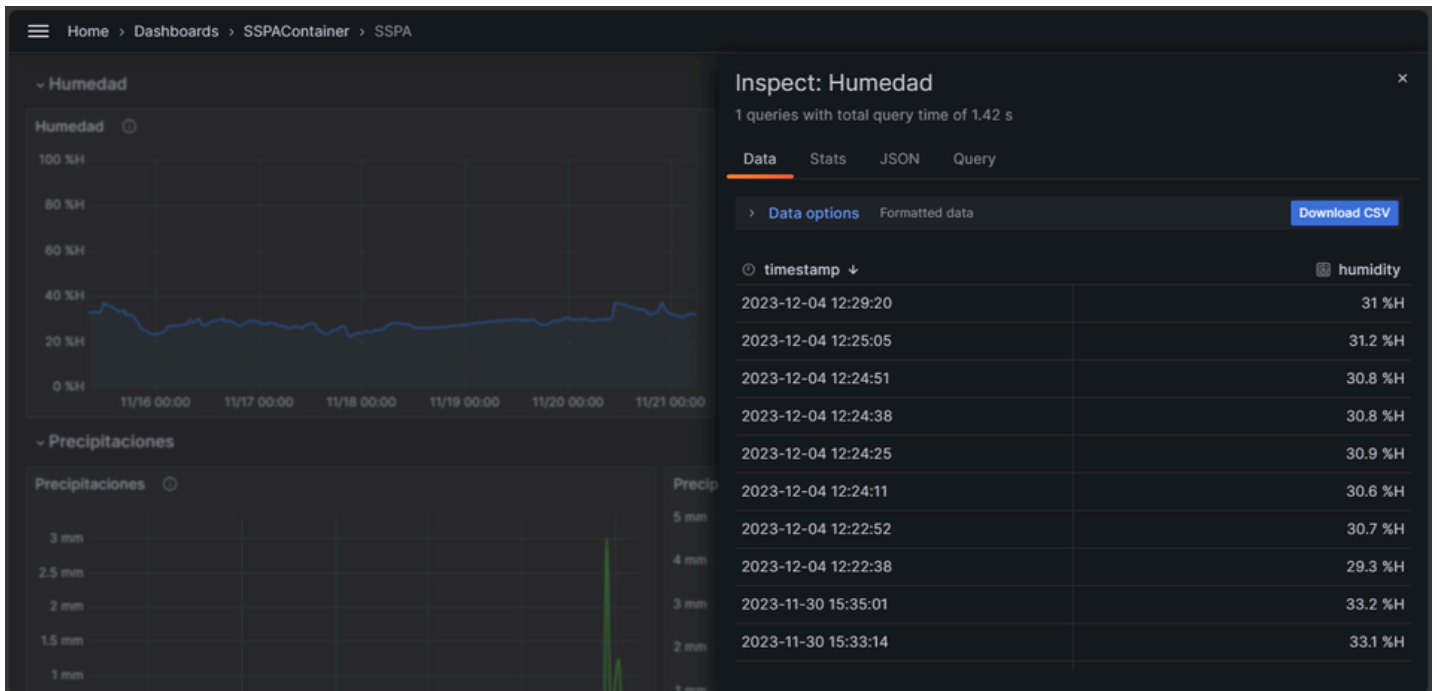 Home › Dashboards › SSPAContainer › SSPA
Humedad
Humedad
100 %H
80 %H
60 %H
40 %H
20 %H
0 %H
11/16 00:00 11/17 00:00 11/18 00:00 11/19 00:00 11/20 00:00 11/21 00:00
Precipitaciones
Precipitaciones
3 mm
2.5 mm
2 mm
1.5 mm
1 mm
Precip
5 mm
4 mm
3 mm
2 mm
1 mm
Inspect: Humedad
1 queries with total query time of 1.42 s
Data Stats JSON Query
Data options Formatted data Download CSV
timestamp humidity
2023-12-04 12:29:20 31 %H
2023-12-04 12:25:05 31.2 %H
2023-12-04 12:24:51 30.8 %H
2023-12-04 12:24:38 30.8 %H
2023-12-04 12:24:25 30.9 %H
2023-12-04 12:24:11 30.6 %H
2023-12-04 12:22:52 30.7 %H
2023-12-04 12:22:38 29.3 %H
2023-11-30 15:35:01 33.2 %H
2023-11-30 15:33:14 33.1 %H